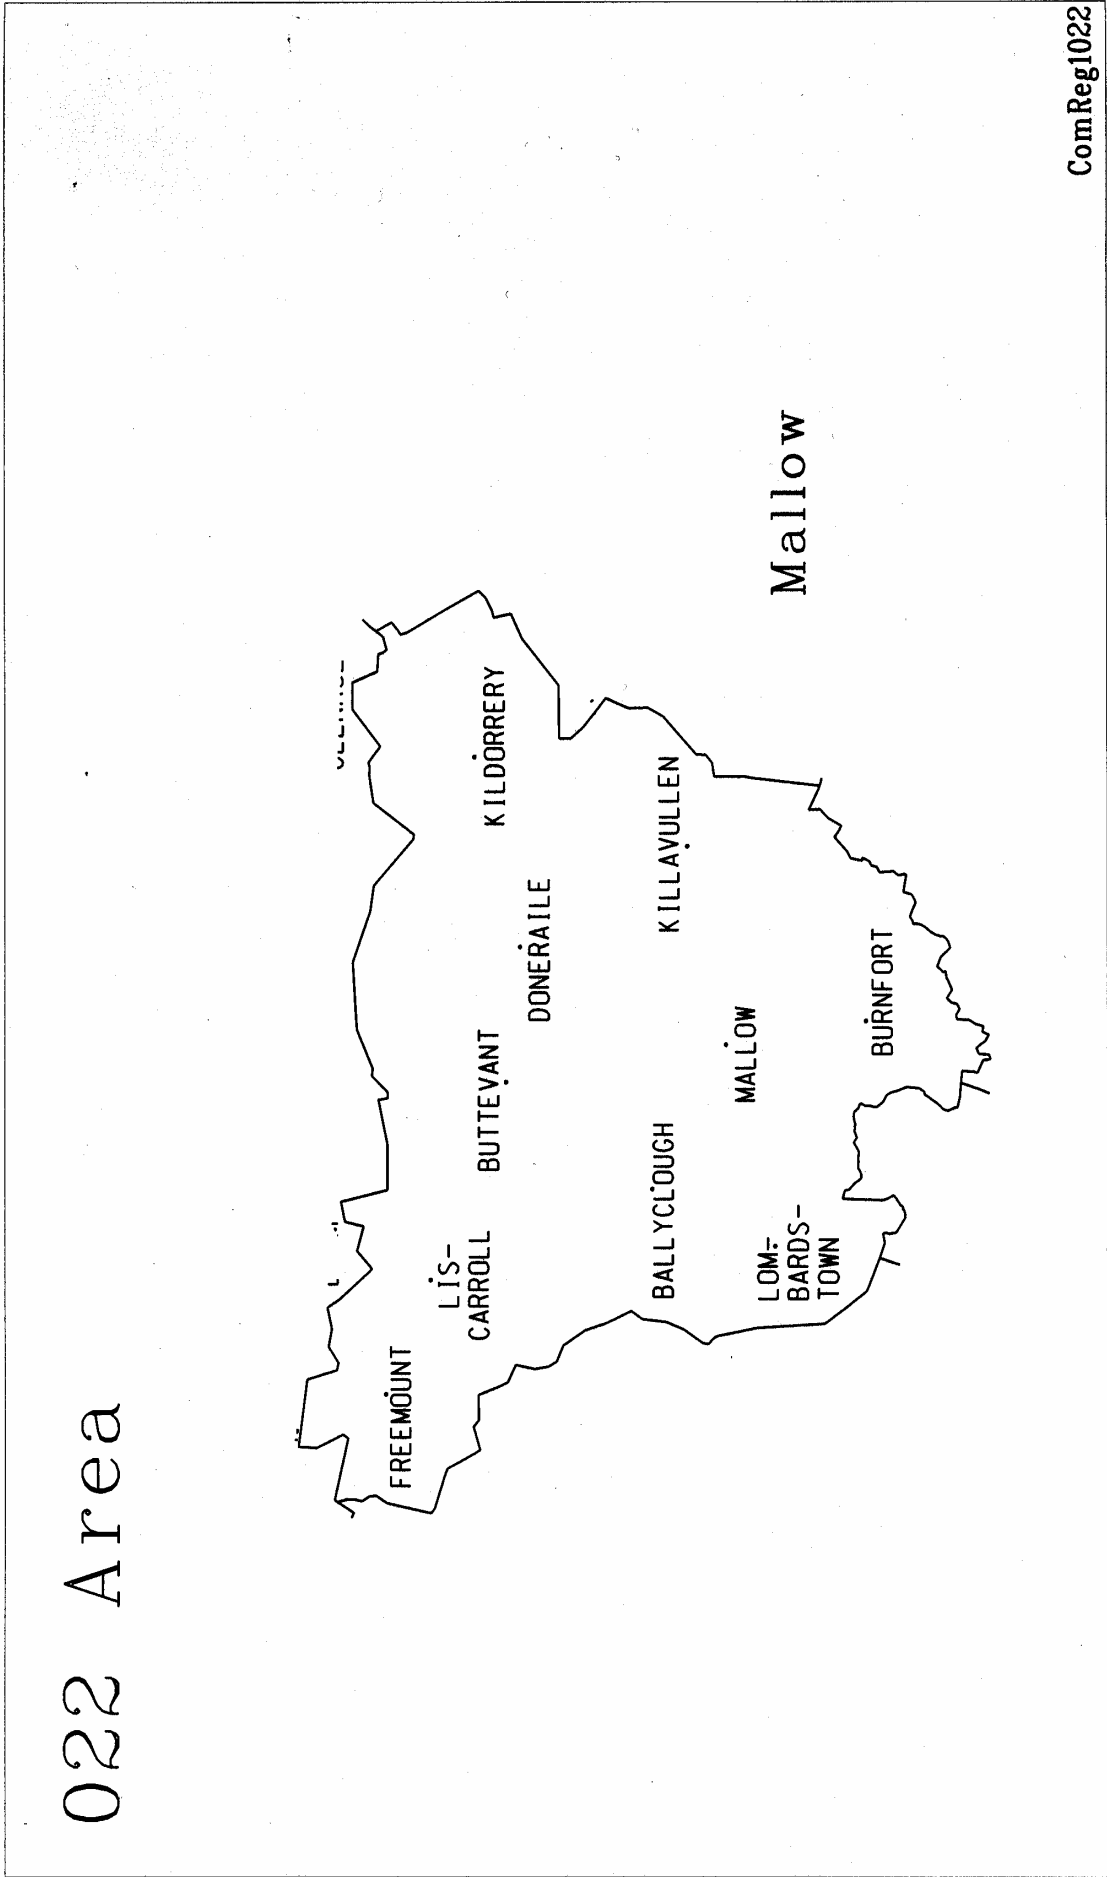 022 Area
FREEMOUNT
LIS-
CARROLL
BUTTEVANT
KILDORRERY
DONERAILE
BALLYCLOUGH
KILLAVULLEN
LOM-
BARDS-
TOWN
MALLOW
BURNFORT
Mallow
ComReg1022